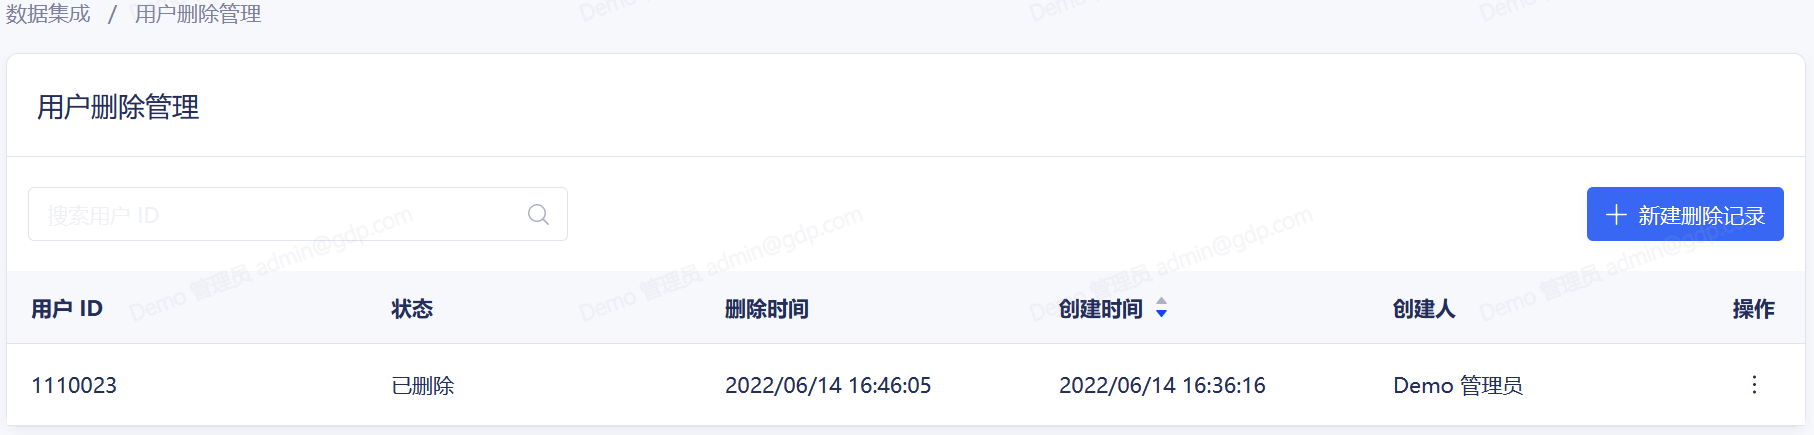 数据集成 / 用户删除管理
用户删除管理
搜索用户 ID
新建删除记录
用户 ID 状态 删除时间 创建时间 创建人 操作
1110023 已删除 2022/06/14 16:46:05 2022/06/14 16:36:16 Demo 管理员
Demo 管理员 admin@gdp.com
Demo 管理员 admin@gdp.com
Demo 管理员 admin@gdp.com
Demo 管理员 admin@gdp.com